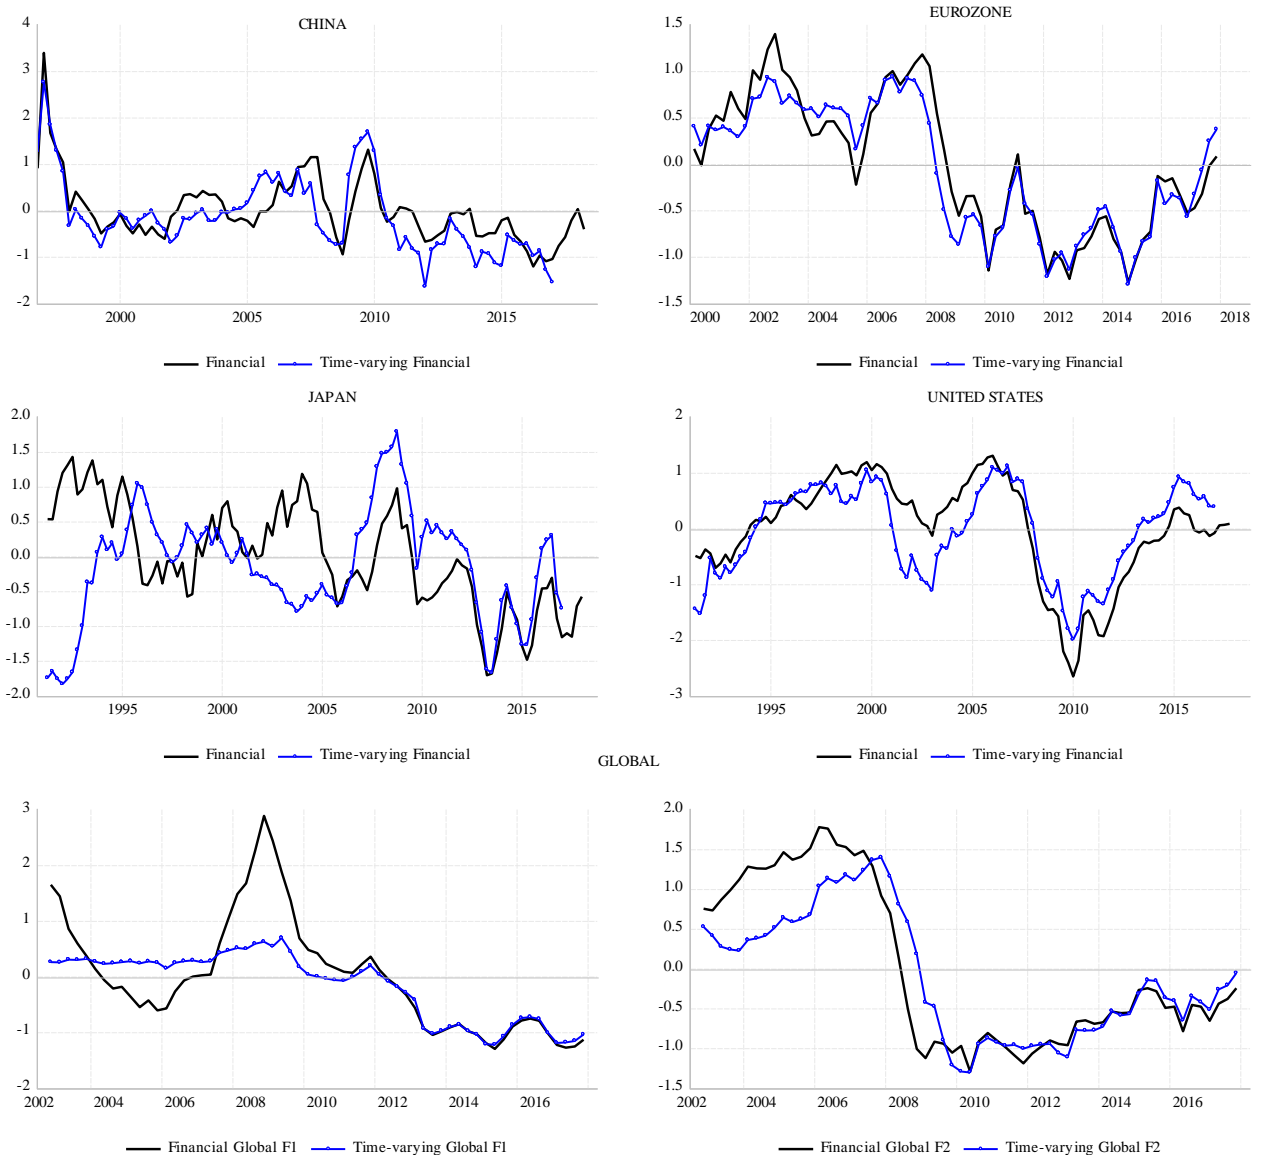 CHINA
4
3
2
1
0
-1
-2
2000 2005 2010 2015
Financial Time-varying Financial
EUROZONE
1.5
1.0
0.5
0.0
-0.5
-1.0
-1.5
2000 2002 2004 2006 2008 2010 2012 2014 2016 2018
Financial Time-varying Financial
JAPAN
2.0
1.5
1.0
0.5
0.0
-0.5
-1.0
-1.5
-2.0
1995 2000 2005 2010 2015
Financial Time-varying Financial
UNITED STATES
2
1
0
-1
-2
-3
1995 2000 2005 2010 2015
Financial Time-varying Financial
GLOBAL
3
2
1
0
-1
-2
2002 2004 2006 2008 2010 2012 2014 2016
Financial Global F1 Time-varying Global F1
2.0
1.5
1.0
0.5
0.0
-0.5
-1.0
-1.5
2002 2004 2006 2008 2010 2012 2014 2016
Financial Global F2 Time-varying Global F2